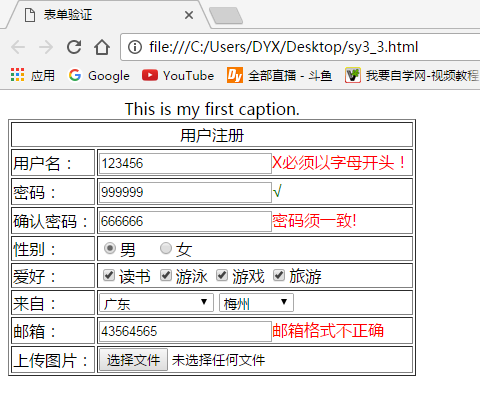 表单验证
file:///C:/Users/DYX/Desktop/sy3_3.html
应用 Google YouTube 全部直播 - 斗鱼 我要自学网-视频教程
This is my first caption.
用户注册
用户名： 123456 X必须以字母开头！
密码： 999999 √
确认密码： 666666 密码须一致!
性别： 男 女
爱好： 读书 游泳 游戏 旅游
来自： 广东 梅州
邮箱： 43564565 邮箱格式不正确
上传图片： 选择文件 未选择任何文件